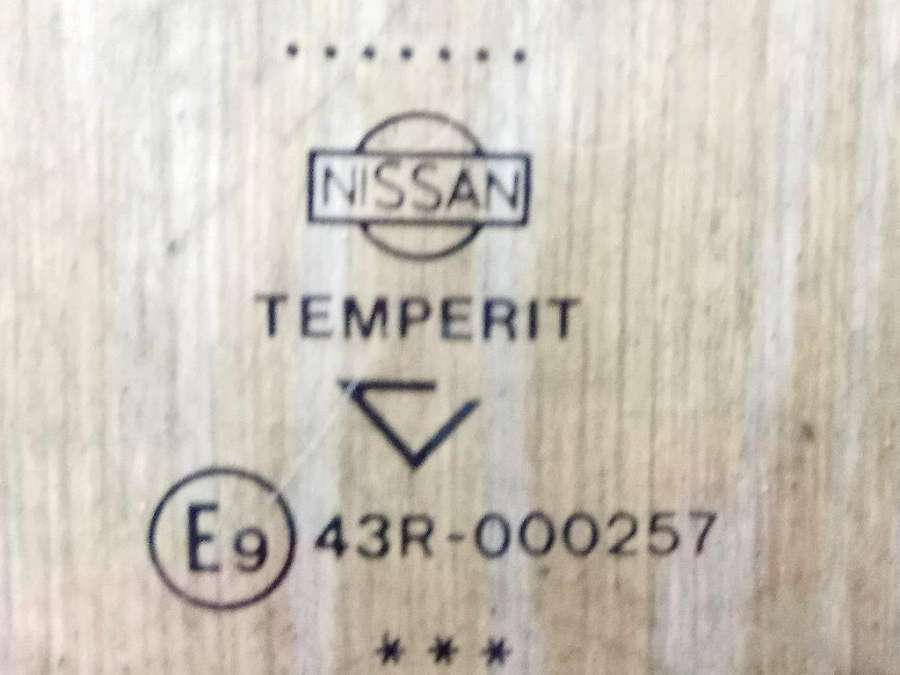 .......
NISSAN
TEMPERIT
E9 43R-000257
***